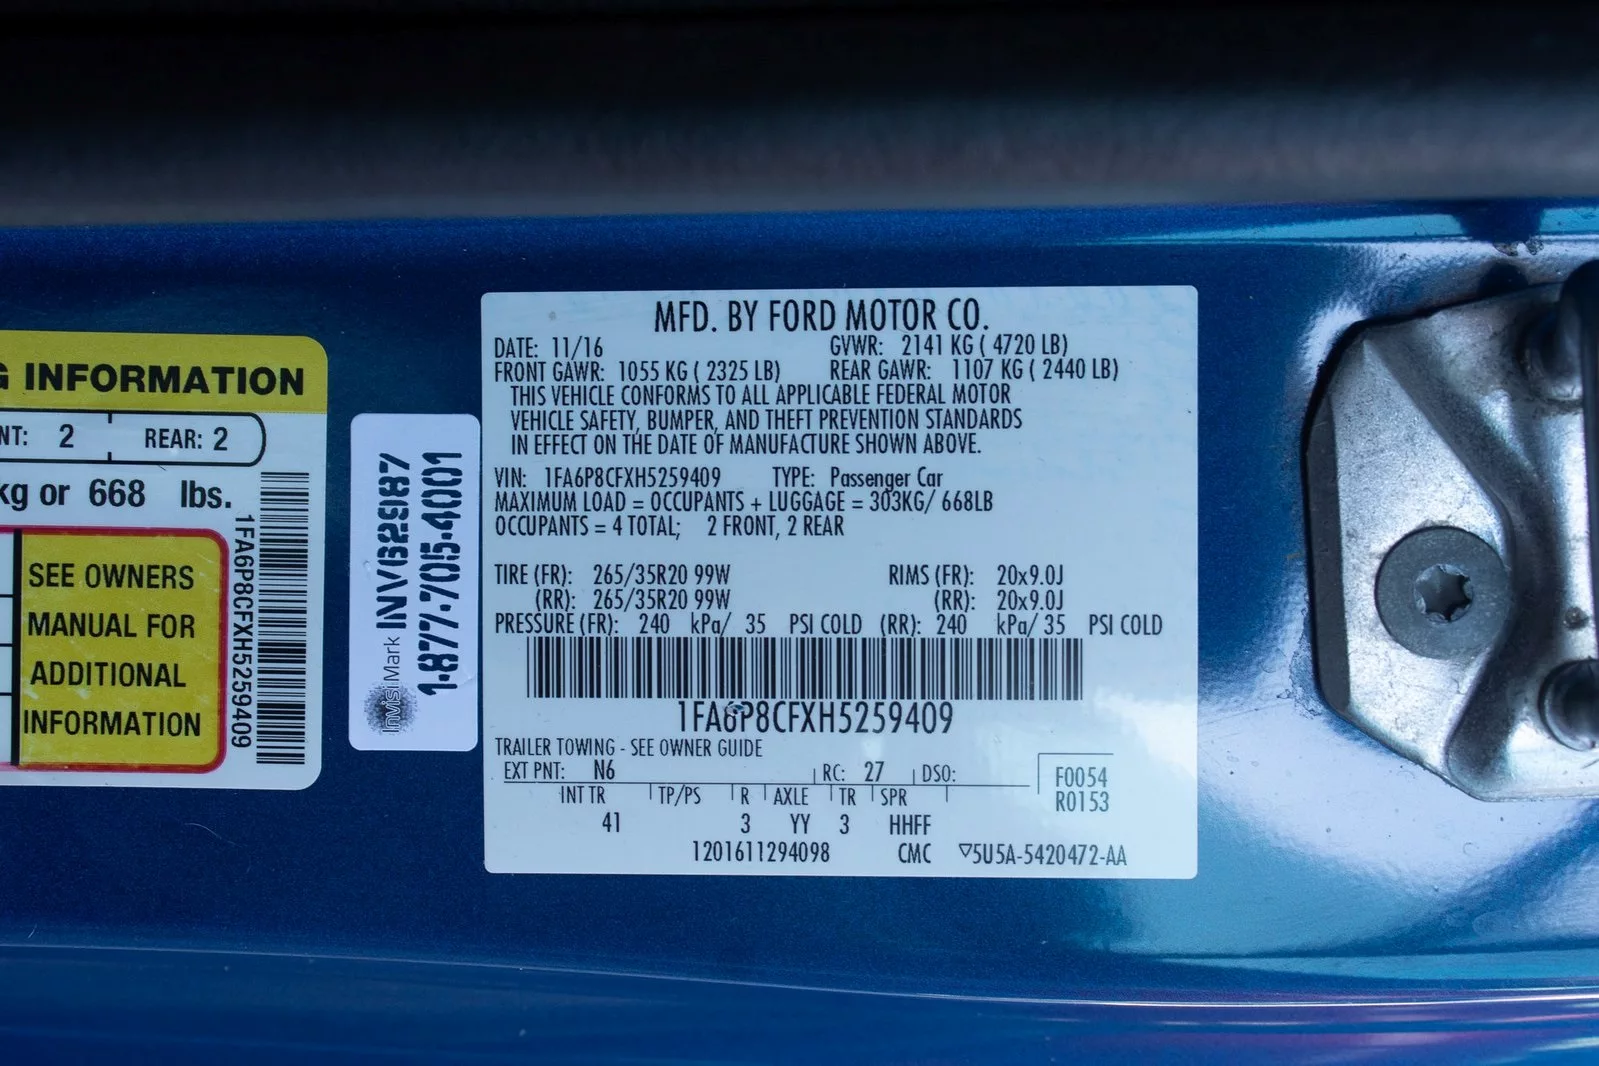 INFORMATION
2
REAR: 2
kg or 668 lbs.
SEE OWNERS
MANUAL FOR
ADDITIONAL
INFORMATION
1FA6P8CFXH5259409
InvisiMark
INV62987
1-877-705-4001
MFD. BY FORD MOTOR CO.
DATE: 11/16 GVWR: 2141 KG ( 4720 LB)
FRONT GAWR: 1055 KG ( 2325 LB) REAR GAWR: 1107 KG ( 2440 LB)
THIS VEHICLE CONFORMS TO ALL APPLICABLE FEDERAL MOTOR
VEHICLE SAFETY, BUMPER, AND THEFT PREVENTION STANDARDS
IN EFFECT ON THE DATE OF MANUFACTURE SHOWN ABOVE.
VIN: 1FA6P8CFXH5259409 TYPE: Passenger Car
MAXIMUM LOAD = OCCUPANTS + LUGGAGE = 303KG/ 668LB
OCCUPANTS = 4 TOTAL; 2 FRONT, 2 REAR
TIRE (FR): 265/35R20 99W RIMS (FR): 20x9.0J
(RR): 265/35R20 99W (RR): 20x9.0J
PRESSURE (FR): 240 kPa/ 35 PSI COLD (RR): 240 kPa/ 35 PSI COLD
1FA6P8CFXH5259409
TRAILER TOWING - SEE OWNER GUIDE
EXT PNT: N6 RC: 27 DSO: F0054
R0153
INT TR TP/PS R AXLE TR SPR
41 3 YY 3 HHFF
1201611294098 CMC ▽5U5A-5420472-AA